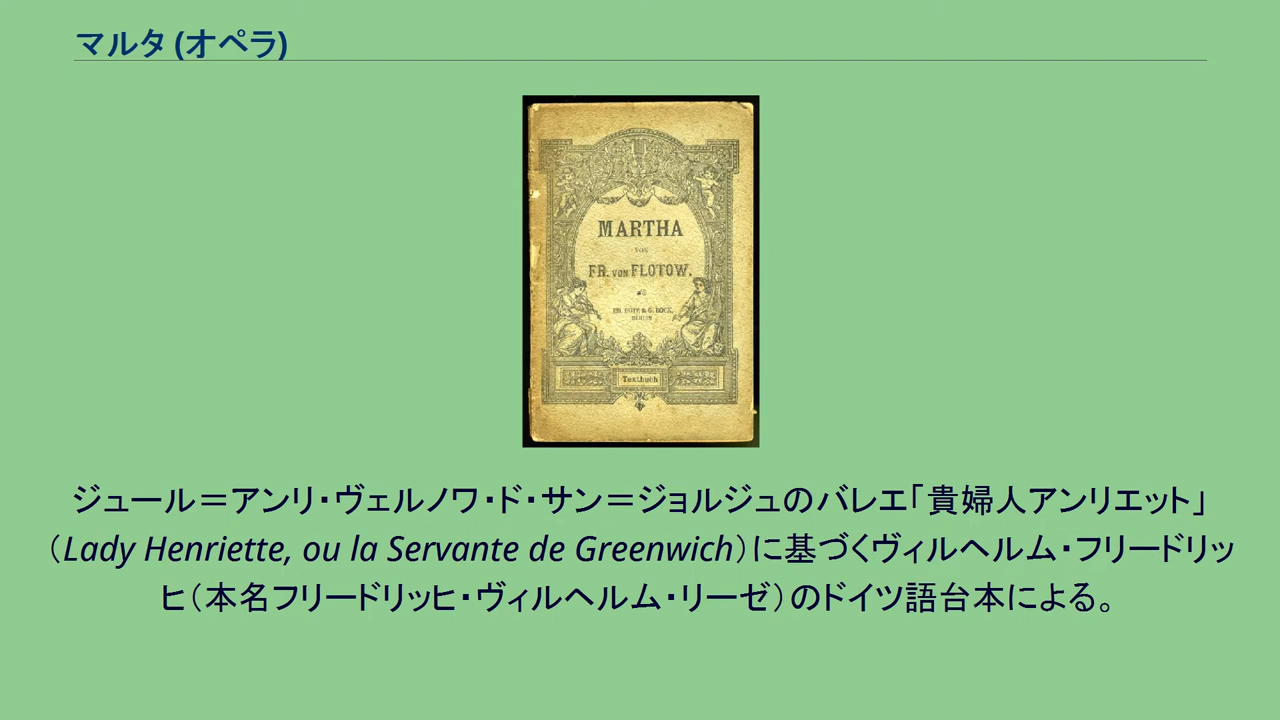 マルタ (オペラ)
MARTHA
VON
FR. VON FLOTOW.
ED. BOTE & G. BOCK,
BERLIN
Textbuch
ジュール＝アンリ・ヴェルノワ・ド・サン＝ジョルジュのバレエ「貴婦人アンリエット」
（Lady Henriette, ou la Servante de Greenwich）に基づくヴィルヘルム・フリードリッ
ヒ（本名フリードリッヒ・ヴィルヘルム・リーゼ）のドイツ語台本による。